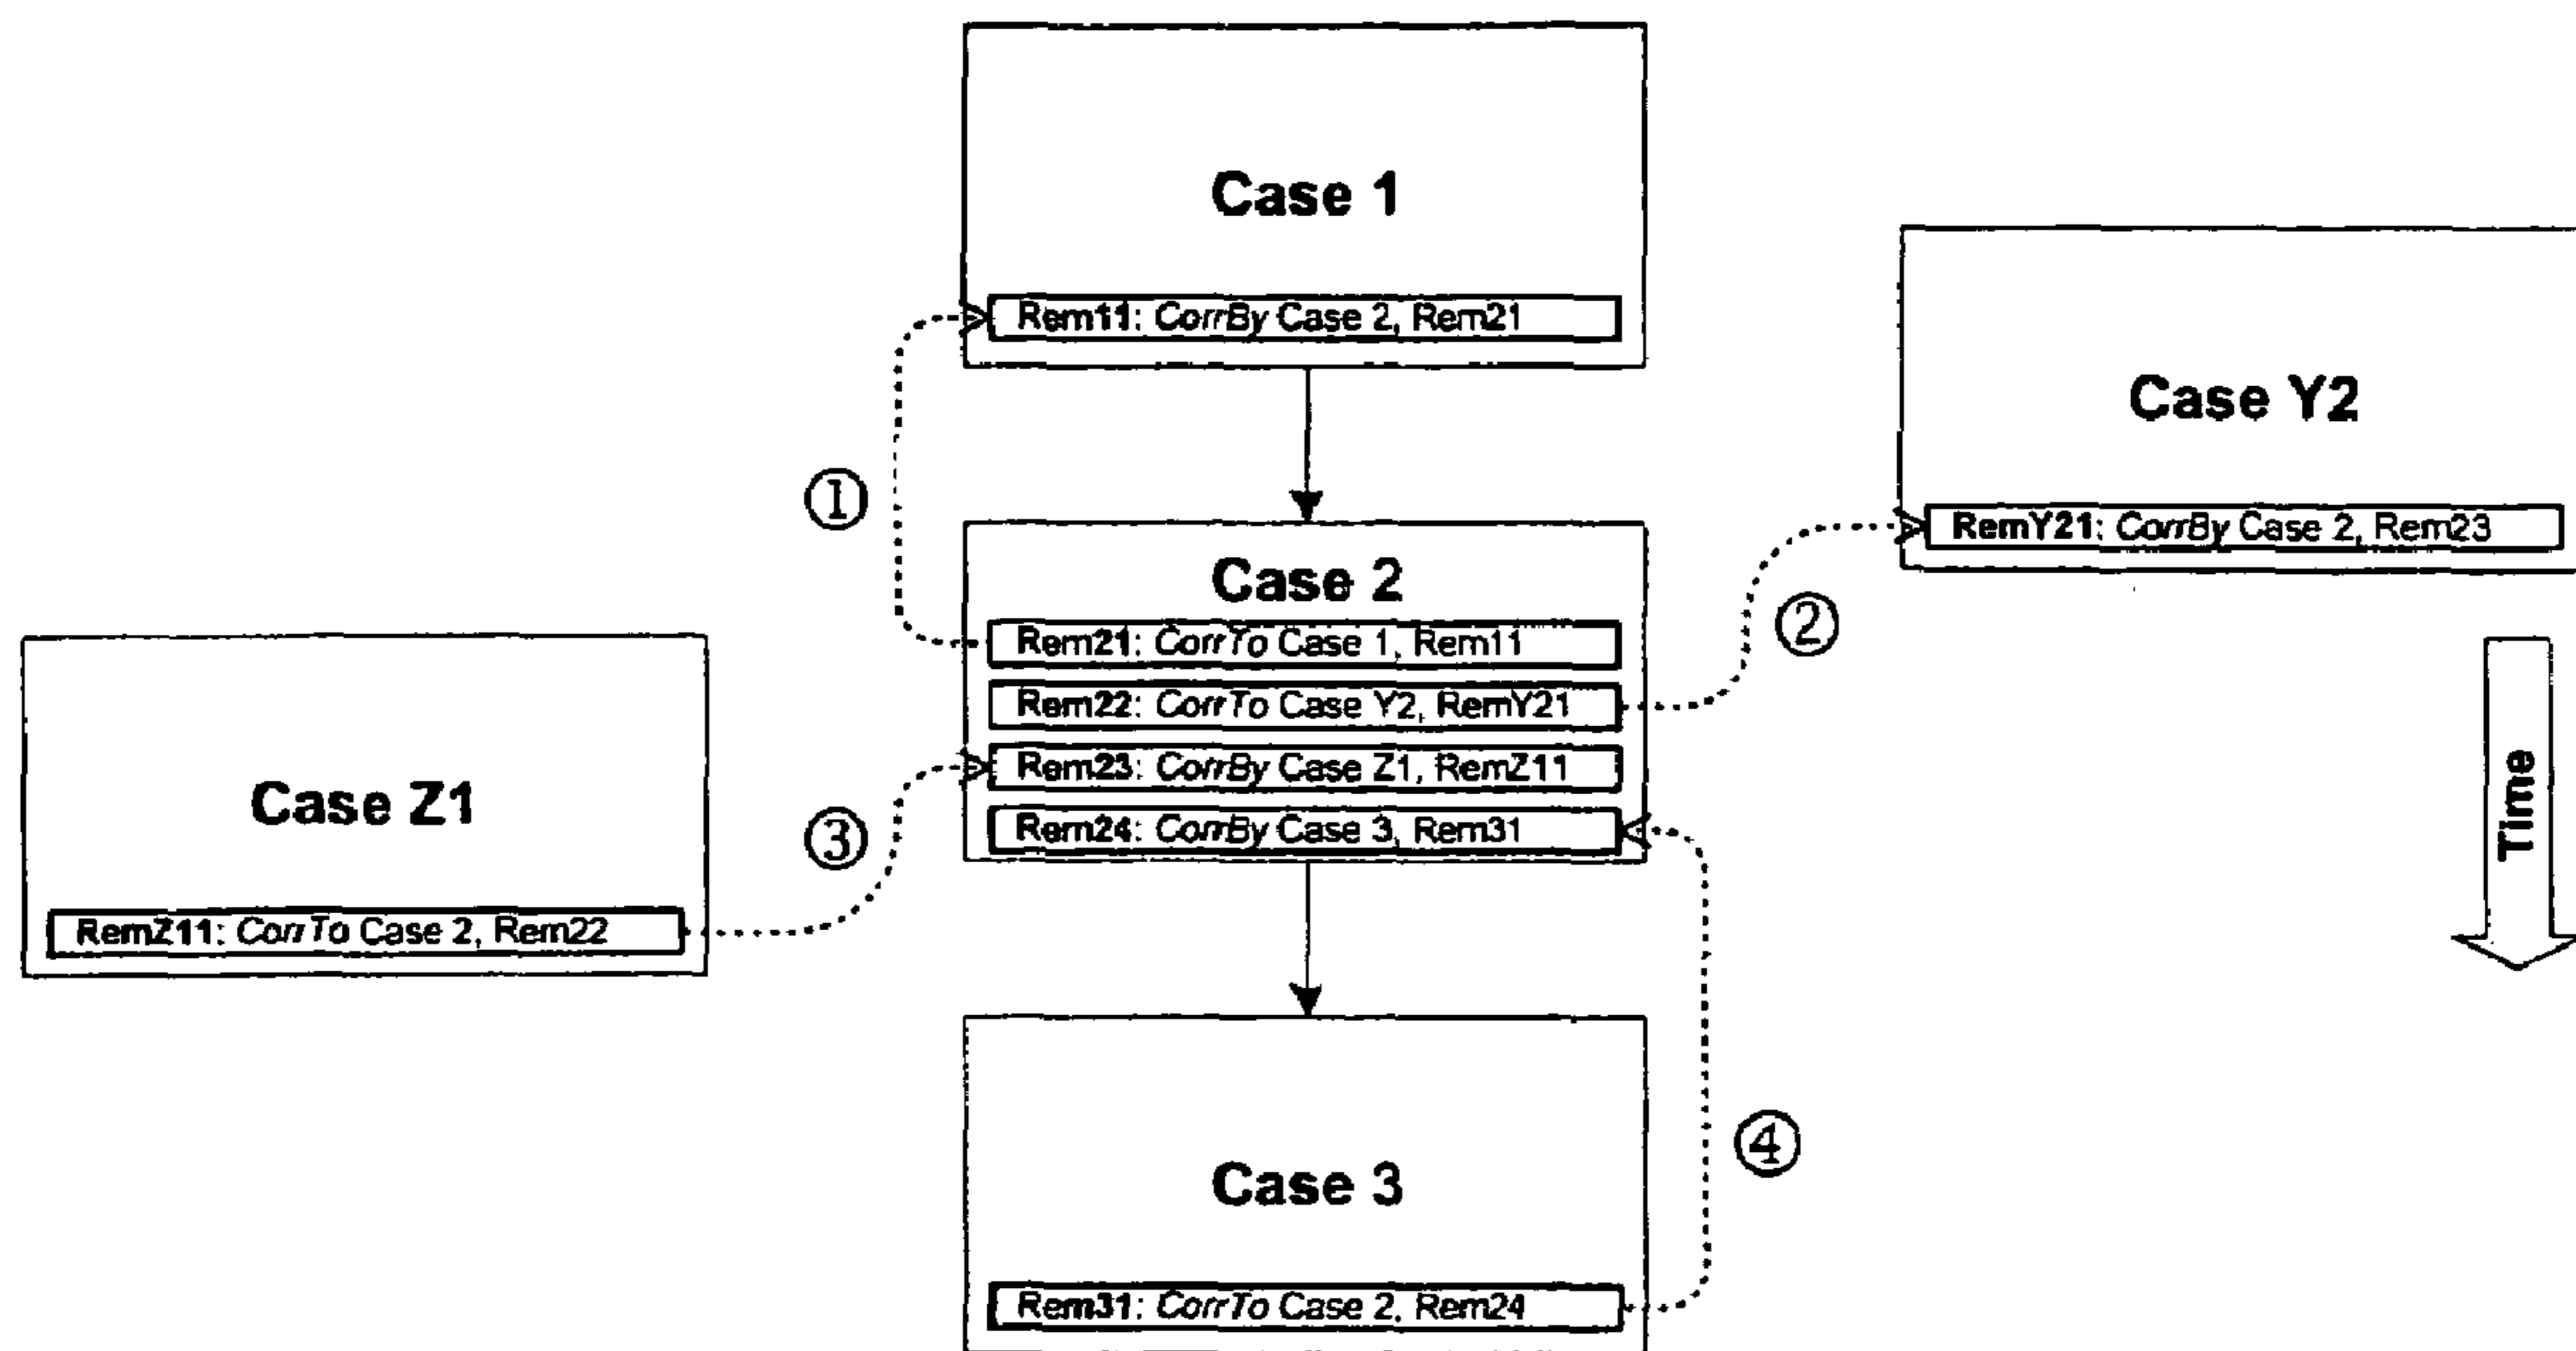 Case 1
Rem11: CorrBy Case 2, Rem21
Case Y2
RemY21: CorrBy Case 2, Rem23
①
Case 2
Rem21: CorrTo Case 1, Rem11
Rem22: CorrTo Case Y2, RemY21
Rem23: CorrBy Case Z1, RemZ11
Rem24: CorrBy Case 3, Rem31
②
Case Z1
RemZ11: CorrTo Case 2, Rem22
③
Time
Case 3
Rem31: CorrTo Case 2, Rem24
④